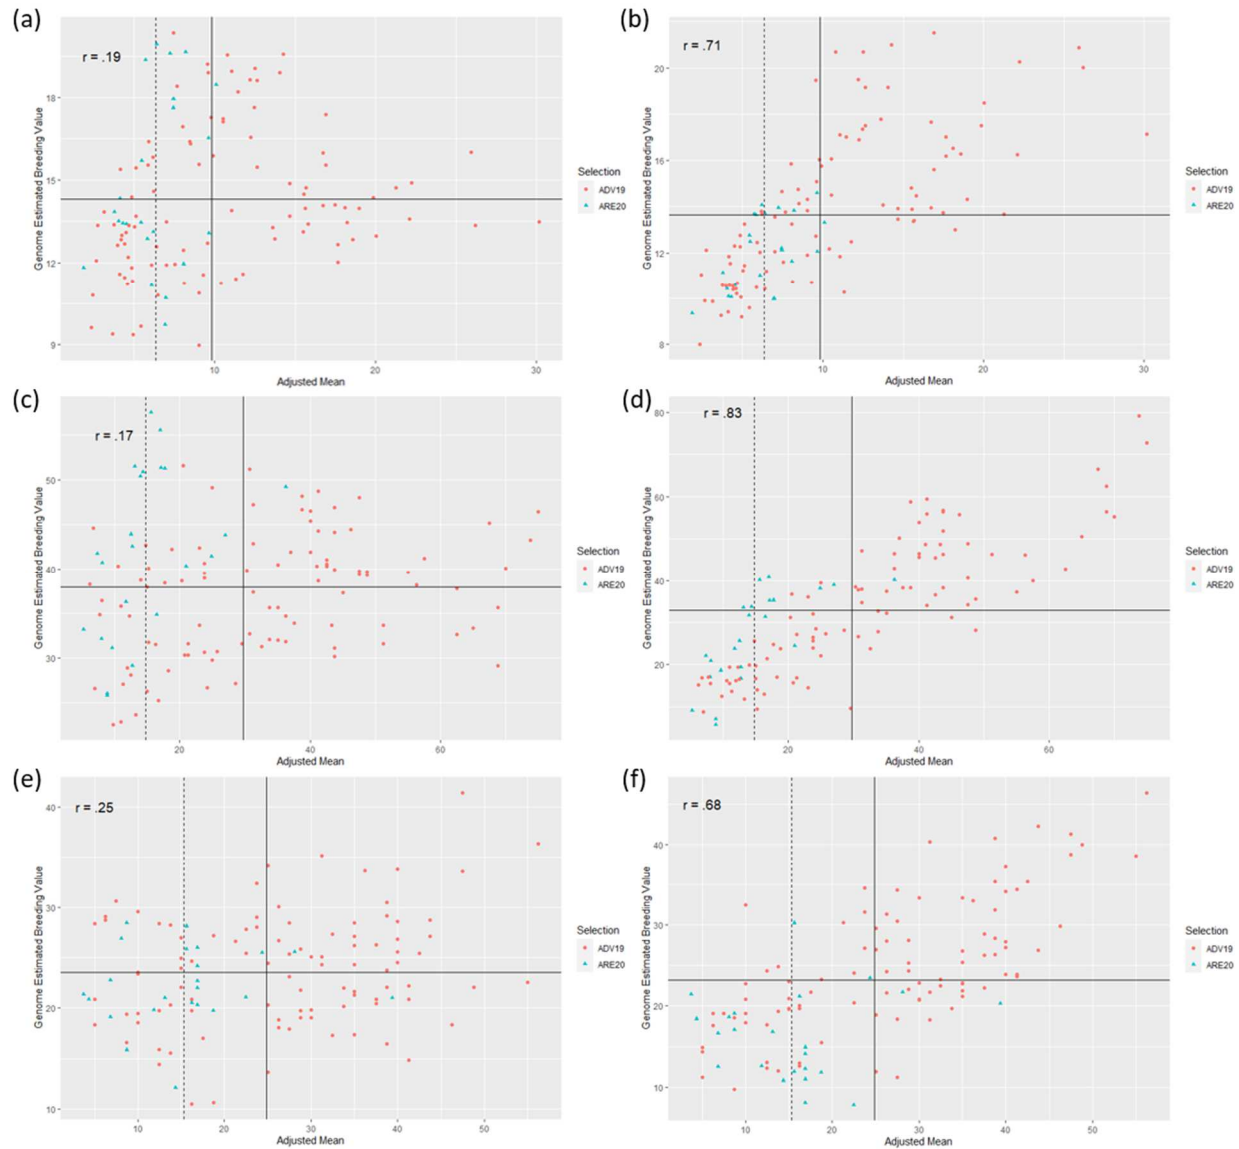 (a)
r = .19
18
15
12
9
10
20
30
Adjusted Mean
Genome Estimated Breeding Value
Selection
ADV19
ARE20
(b)
r = .71
20
16
12
8
10
20
30
Adjusted Mean
Genome Estimated Breeding Value
Selection
ADV19
ARE20
(c)
r = .17
50
40
30
20
40
60
Adjusted Mean
Genome Estimated Breeding Value
Selection
ADV19
ARE20
(d)
r = .83
80
60
40
20
20
40
60
Adjusted Mean
Genome Estimated Breeding Value
Selection
ADV19
ARE20
(e)
r = .25
40
30
20
10
10
20
30
40
50
Adjusted Mean
Genome Estimated Breeding Value
Selection
ADV19
ARE20
(f)
r = .68
40
30
20
10
10
20
30
40
50
Adjusted Mean
Genome Estimated Breeding Value
Selection
ADV19
ARE20